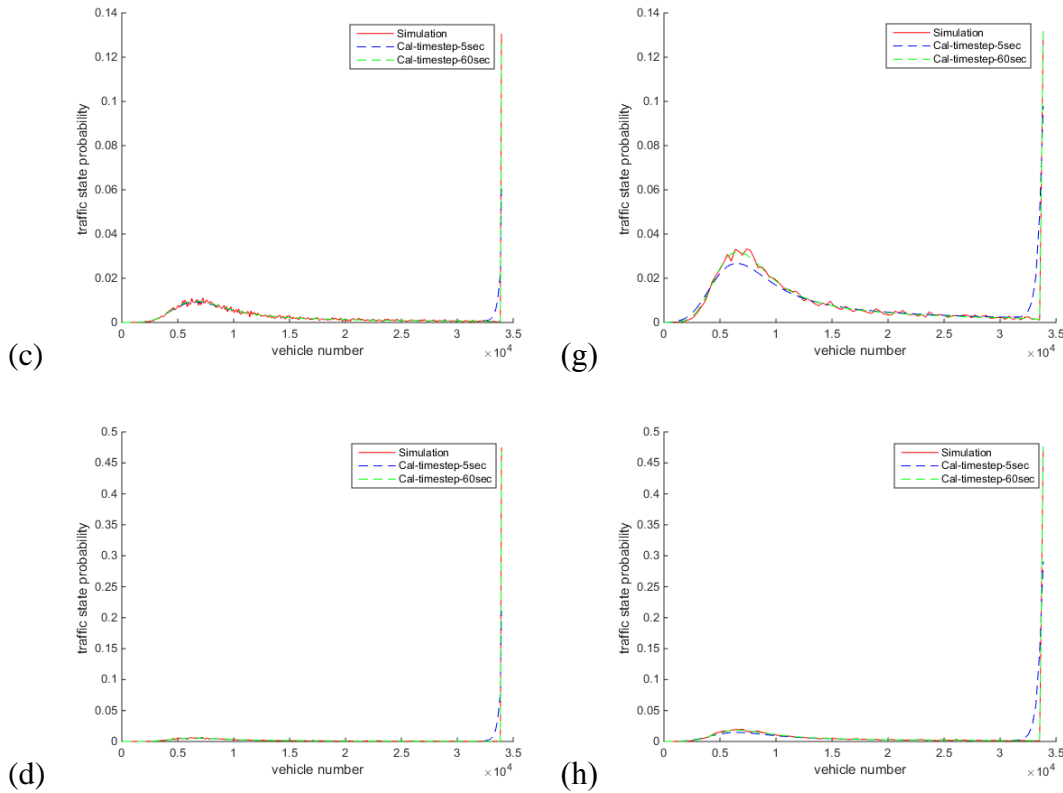 0.14
0.12
0.1
0.08
0.06
0.04
0.02
0
traffic state probability
Simulation
Cal-timestep-5sec
Cal-timestep-60sec
0 0.5 1 1.5 2 2.5 3 3.5
×10⁴
vehicle number
(c)
0.14
0.12
0.1
0.08
0.06
0.04
0.02
0
traffic state probability
Simulation
Cal-timestep-5sec
Cal-timestep-60sec
0 0.5 1 1.5 2 2.5 3 3.5
×10⁴
vehicle number
(g)
0.5
0.45
0.4
0.35
0.3
0.25
0.2
0.15
0.1
0.05
0
traffic state probability
Simulation
Cal-timestep-5sec
Cal-timestep-60sec
0 0.5 1 1.5 2 2.5 3 3.5
×10⁴
vehicle number
(d)
0.5
0.45
0.4
0.35
0.3
0.25
0.2
0.15
0.1
0.05
0
traffic state probability
Simulation
Cal-timestep-5sec
Cal-timestep-60sec
0 0.5 1 1.5 2 2.5 3 3.5
×10⁴
vehicle number
(h)